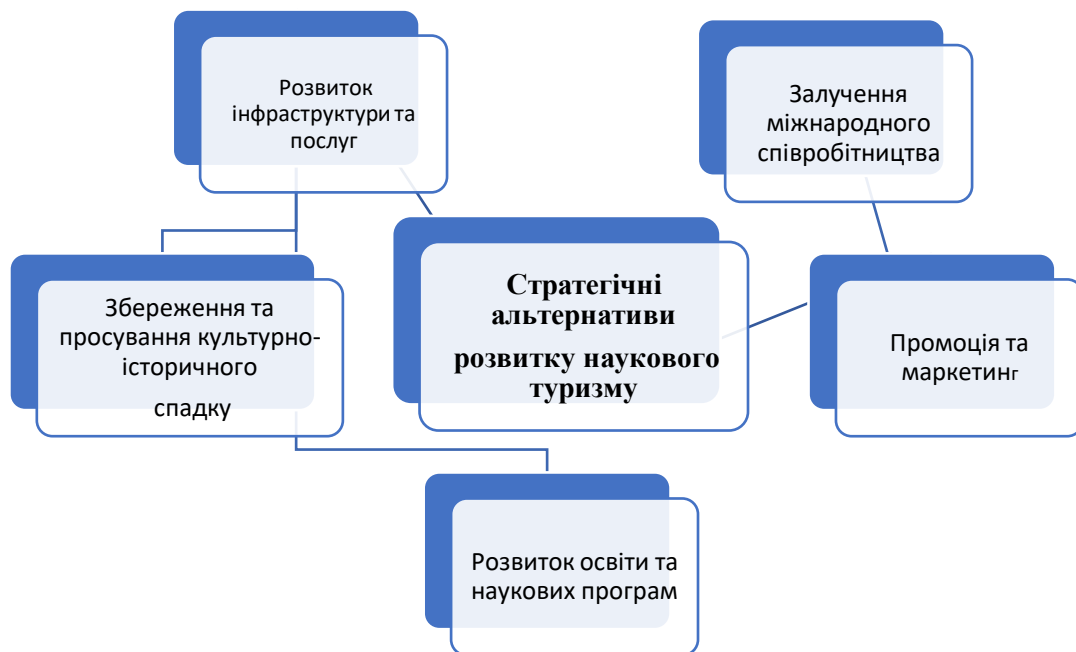 Розвиток
інфраструктури та
послуг
Залучення
міжнародного
співробітництва
Стратегічні
альтернативи
розвитку наукового
туризму
Збереження та
просування культурно-
історичного
спадку
Промоція та
маркетинг
Розвиток освіти та
наукових програм